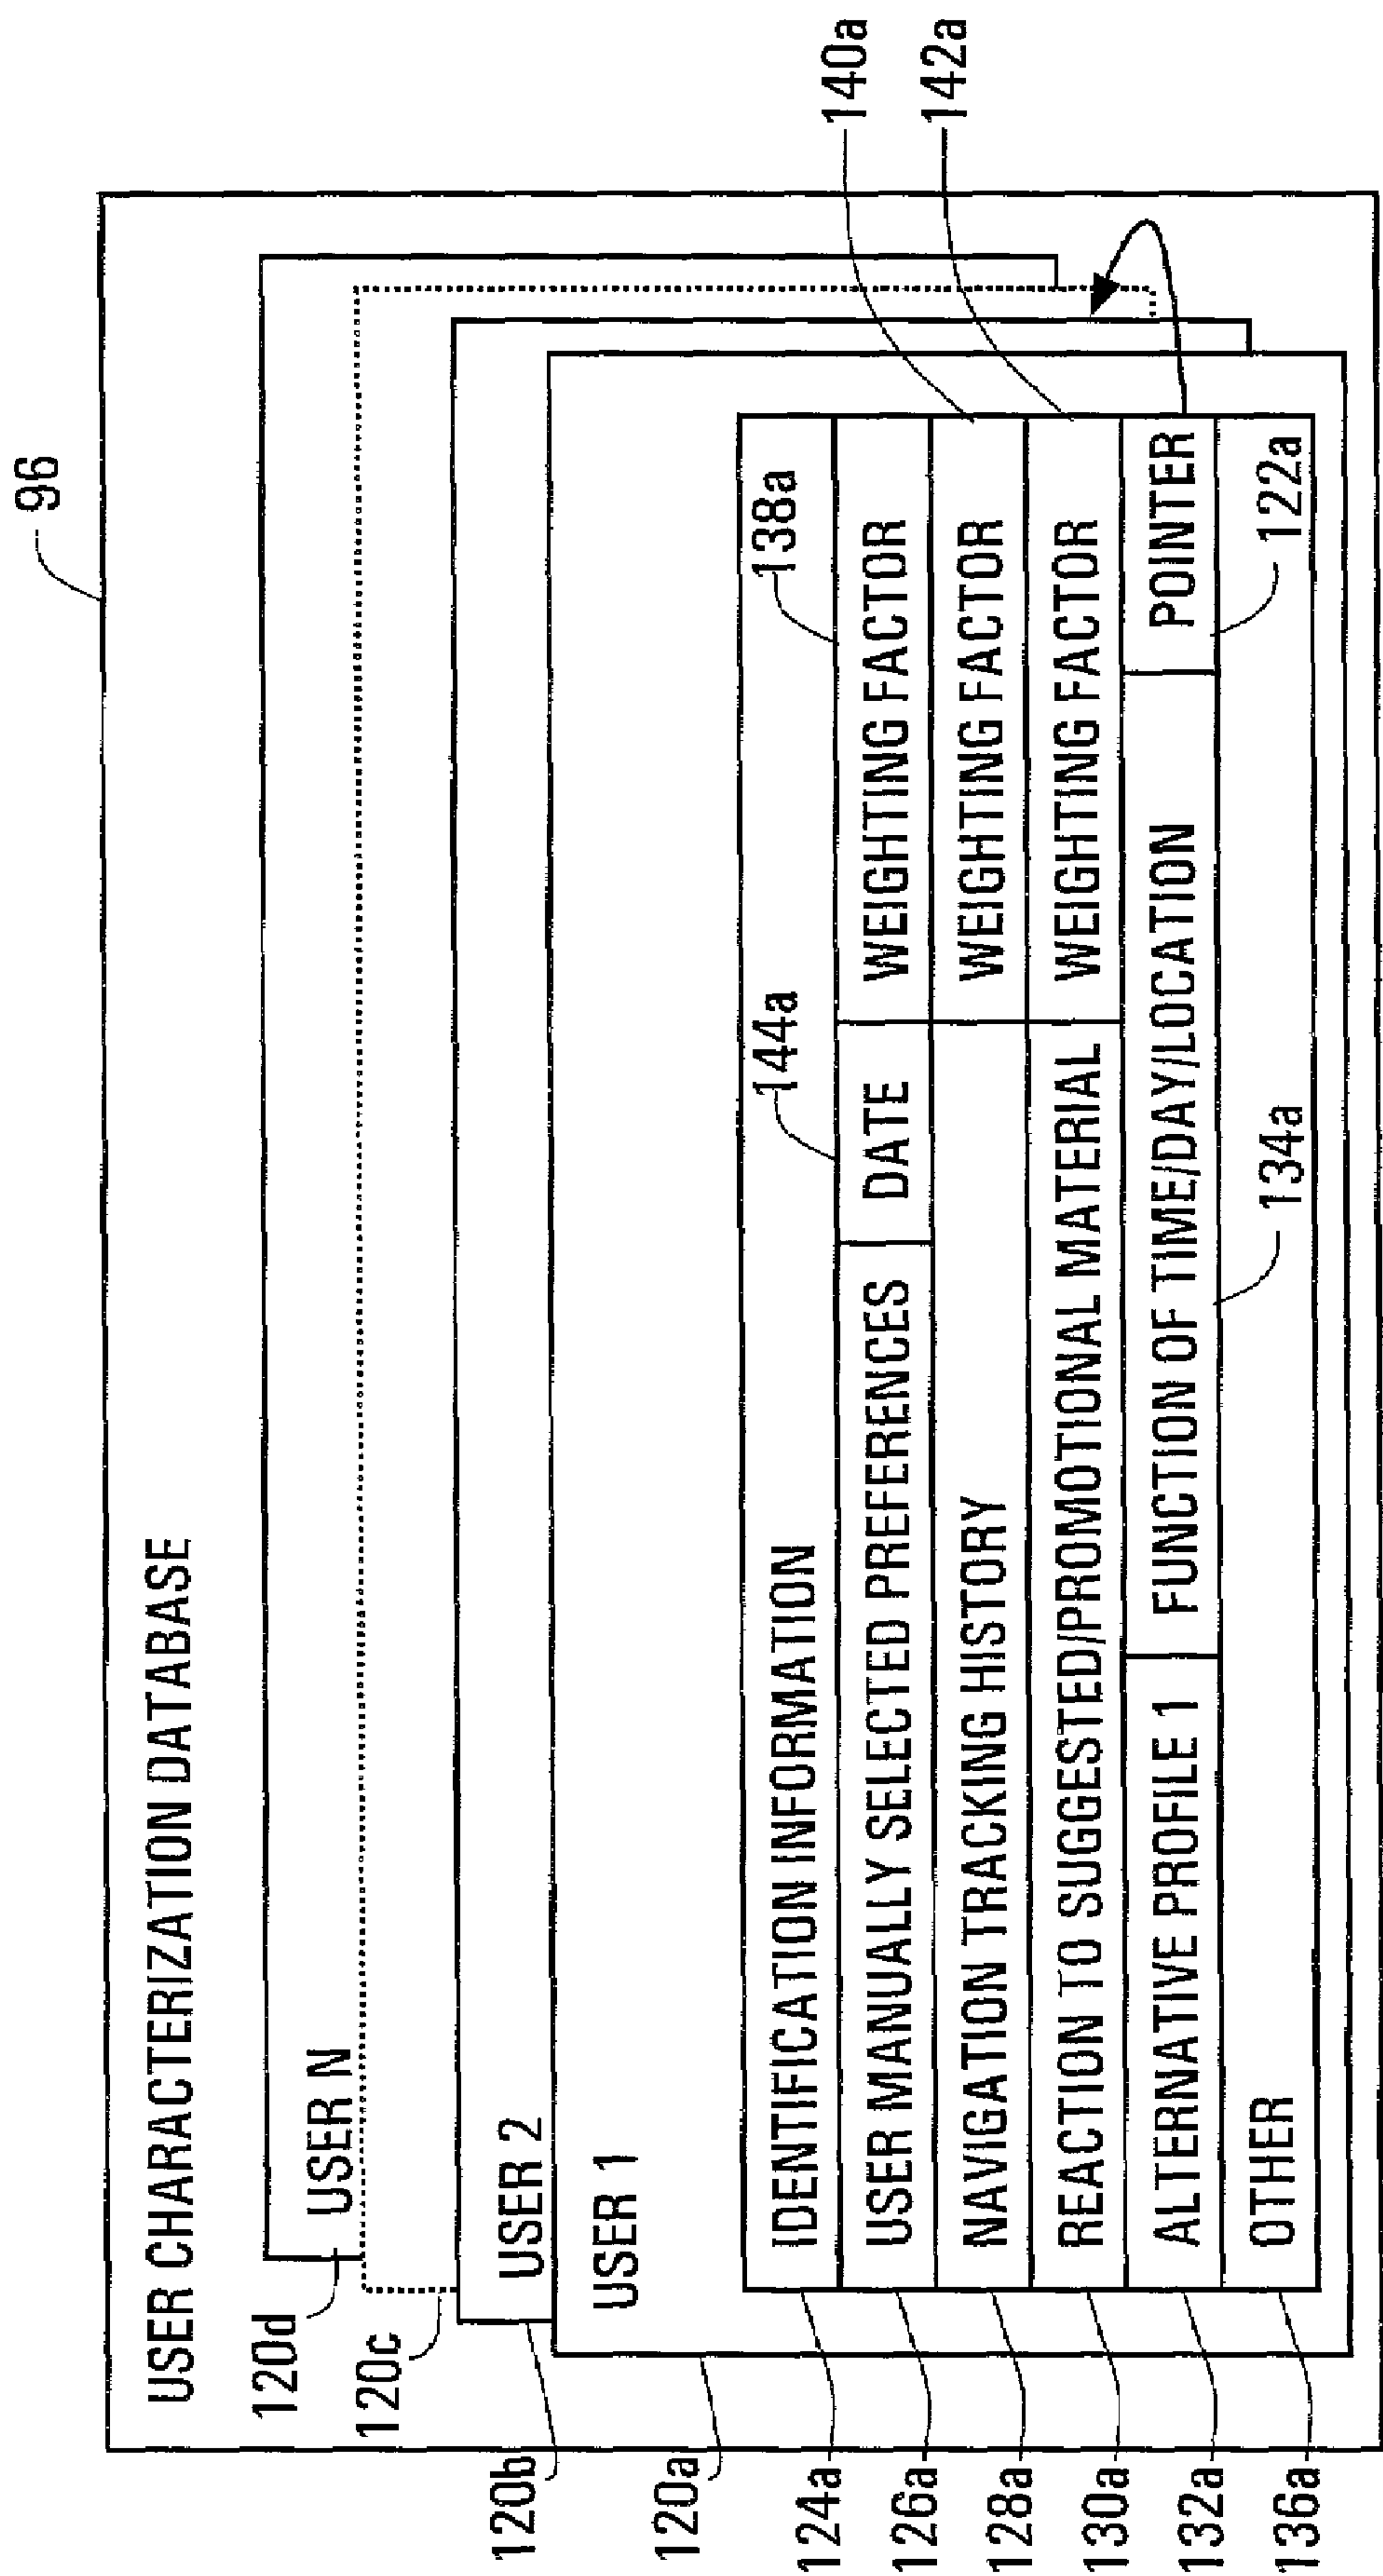 96
USER CHARACTERIZATION DATABASE
120d
USER N
120c
120b
USER 2
120a
USER 1
140a
142a
144a
138a
124a
IDENTIFICATION INFORMATION
126a
USER MANUALLY SELECTED PREFERENCES
DATE
WEIGHTING FACTOR
128a
NAVIGATION TRACKING HISTORY
WEIGHTING FACTOR
130a
REACTION TO SUGGESTED/PROMOTIONAL MATERIAL
WEIGHTING FACTOR
132a
ALTERNATIVE PROFILE 1
FUNCTION OF TIME/DAY/LOCATION
POINTER
136a
OTHER
134a
122a